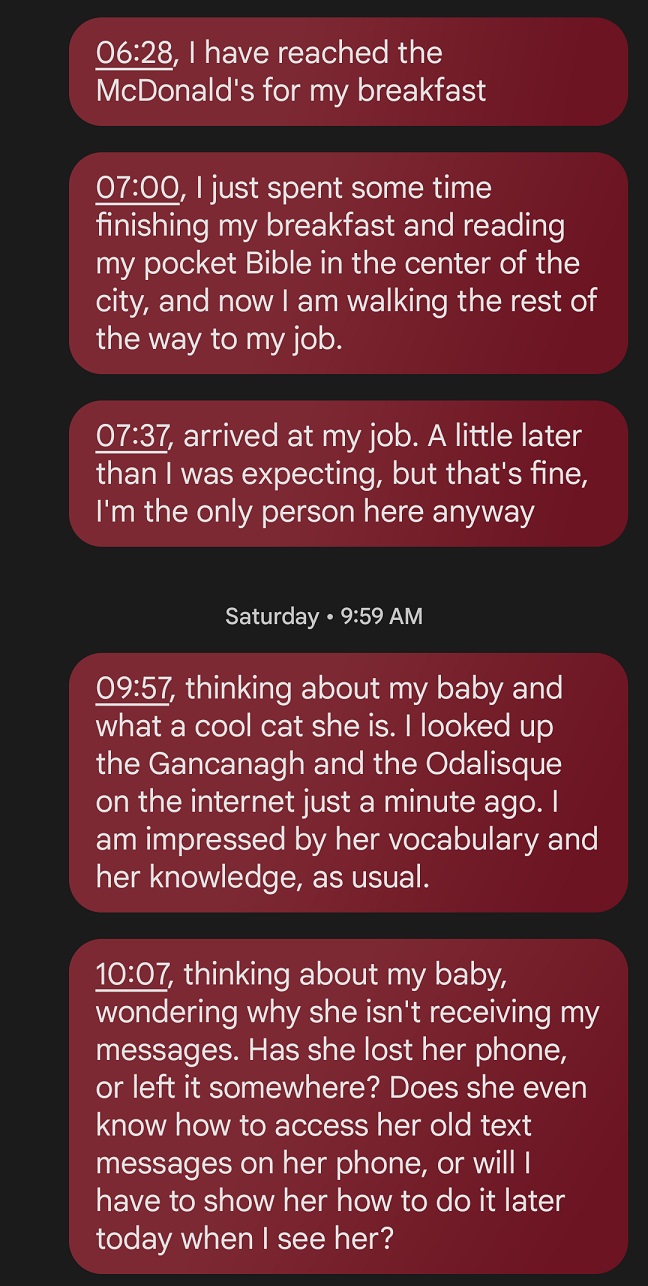 06:28, I have reached the
McDonald's for my breakfast
07:00, I just spent some time
finishing my breakfast and reading
my pocket Bible in the center of the
city, and now I am walking the rest of
the way to my job.
07:37, arrived at my job. A little later
than I was expecting, but that's fine,
I'm the only person here anyway
Saturday • 9:59 AM
09:57, thinking about my baby and
what a cool cat she is. I looked up
the Gancanagh and the Odalisque
on the internet just a minute ago. I
am impressed by her vocabulary and
her knowledge, as usual.
10:07, thinking about my baby,
wondering why she isn't receiving my
messages. Has she lost her phone,
or left it somewhere? Does she even
know how to access her old text
messages on her phone, or will I
have to show her how to do it later
today when I see her?